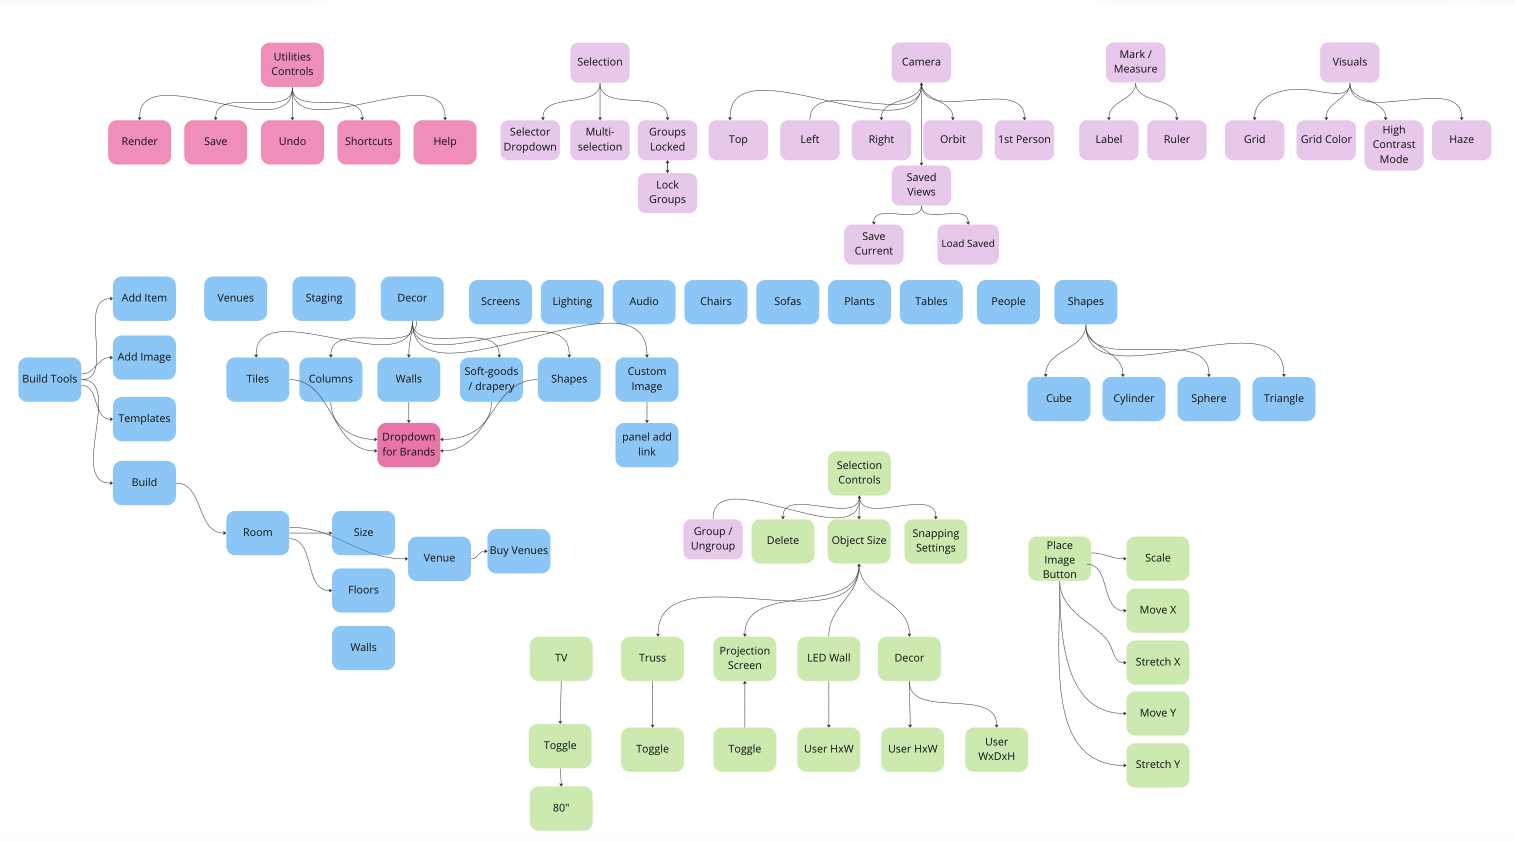 Utilities
Controls
Selection
Camera
Mark /
Measure
Visuals
Render
Save
Undo
Shortcuts
Help
Selector
Dropdown
Multi-
selection
Groups
Locked
Top
Left
Right
Orbit
1st Person
Label
Ruler
Grid
Grid Color
High
Contrast
Mode
Haze
Lock
Groups
Saved
Views
Save
Current
Load Saved
Add Item
Venues
Staging
Decor
Screens
Lighting
Audio
Chairs
Sofas
Plants
Tables
People
Shapes
Add Image
Build Tools
Tiles
Columns
Walls
Soft-goods
/ drapery
Shapes
Custom
Image
Cube
Cylinder
Sphere
Triangle
Templates
Dropdown
for Brands
panel add
link
Build
Selection
Controls
Room
Size
Venue
Buy Venues
Group /
Ungroup
Delete
Object Size
Snapping
Settings
Place
Image
Button
Scale
Floors
Move X
Walls
TV
Truss
Projection
Screen
LED Wall
Decor
Stretch X
Move Y
Toggle
Toggle
Toggle
User HxW
User HxW
User
WxDxH
Stretch Y
80"